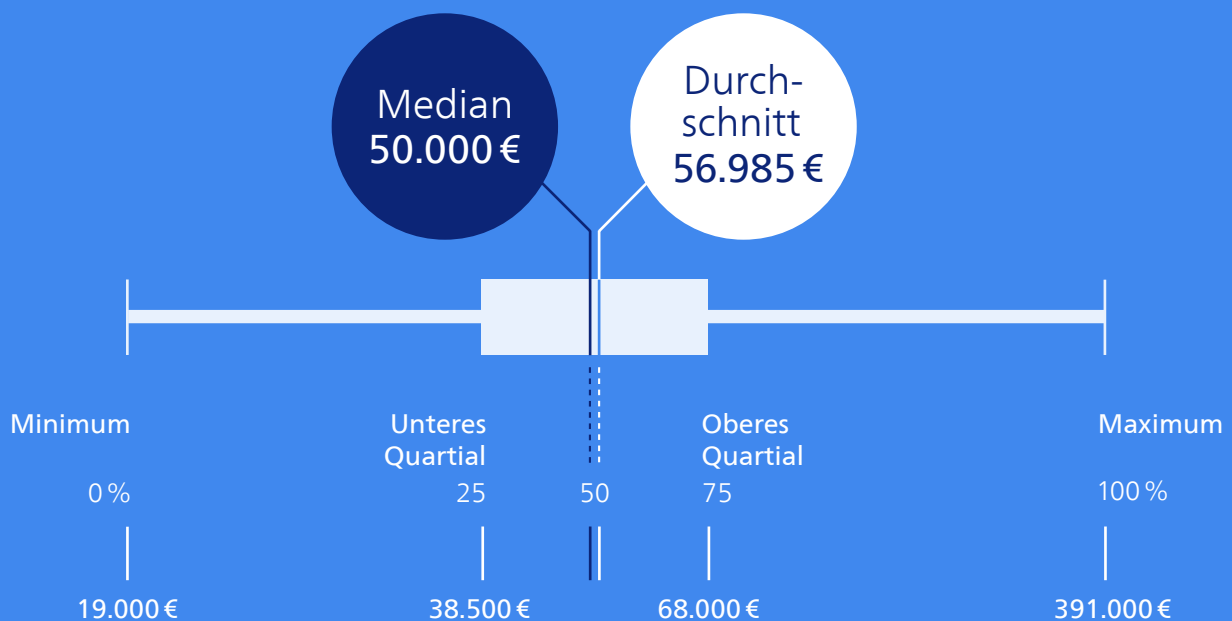 Median
50.000 €
Durch-
schnitt
56.985 €
Minimum
Unteres
Quartial
Oberes
Quartial
Maximum
0 %
25
50
75
100 %
19.000 €
38.500 €
68.000 €
391.000 €